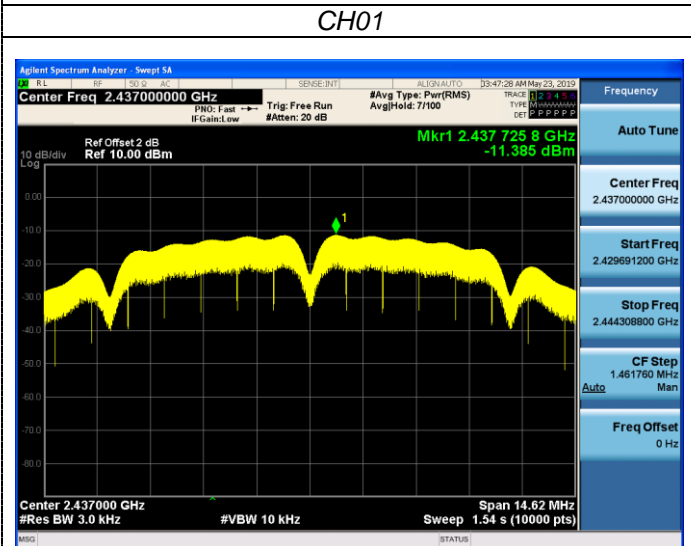 CH01
Agilent Spectrum Analyzer - Swept SA
RL RF 50 Ω AC SENSE:INT ALIGNAUTO 03:47:28 AM May 23, 2019
Center Freq 2.437000000 GHz
PNO: Fast
IFGain:Low
Trig: Free Run
#Atten: 20 dB
#Avg Type: Pwr(RMS)
Avg|Hold: 7/100
TRACE 1 2 3 4 5 6
TYPE M
DET P P P P P P
Frequency
Auto Tune
Center Freq
2.437000000 GHz
Start Freq
2.429691200 GHz
Stop Freq
2.444308800 GHz
CF Step
1.461760 MHz
Auto Man
Freq Offset
0 Hz
Mkr1 2.437 725 8 GHz
-11.385 dBm
Ref Offset 2 dB
10 dB/div Ref 10.00 dBm
Log
0.00
-10.0
-20.0
-30.0
-40.0
-50.0
-60.0
-70.0
-80.0
1
Center 2.437000 GHz Span 14.62 MHz
#Res BW 3.0 kHz #VBW 10 kHz Sweep 1.54 s (10000 pts)
MSG STATUS